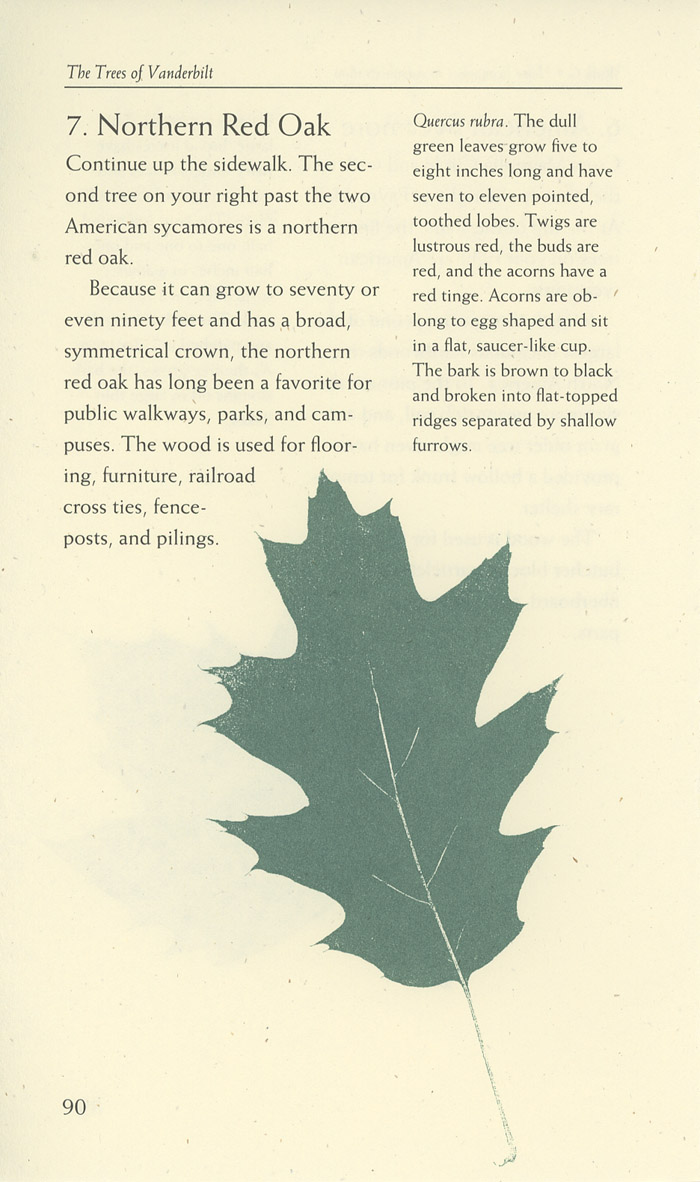 The Trees of Vanderbilt
7. Northern Red Oak
Continue up the sidewalk. The sec-
ond tree on your right past the two
American sycamores is a northern
red oak.
Because it can grow to seventy or
even ninety feet and has a broad,
symmetrical crown, the northern
red oak has long been a favorite for
public walkways, parks, and cam-
puses. The wood is used for floor-
ing, furniture, railroad
cross ties, fence-
posts, and pilings.
Quercus rubra. The dull
green leaves grow five to
eight inches long and have
seven to eleven pointed,
toothed lobes. Twigs are
lustrous red, the buds are
red, and the acorns have a
red tinge. Acorns are ob-
long to egg shaped and sit
in a flat, saucer-like cup.
The bark is brown to black
and broken into flat-topped
ridges separated by shallow
furrows.
90